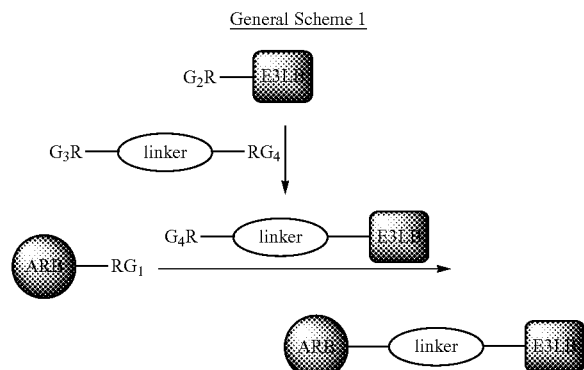 General Scheme 1
G₂R E3LB
G₃R linker RG₄
G₄R linker E3LB
ARB RG₁
ARB linker E3LB